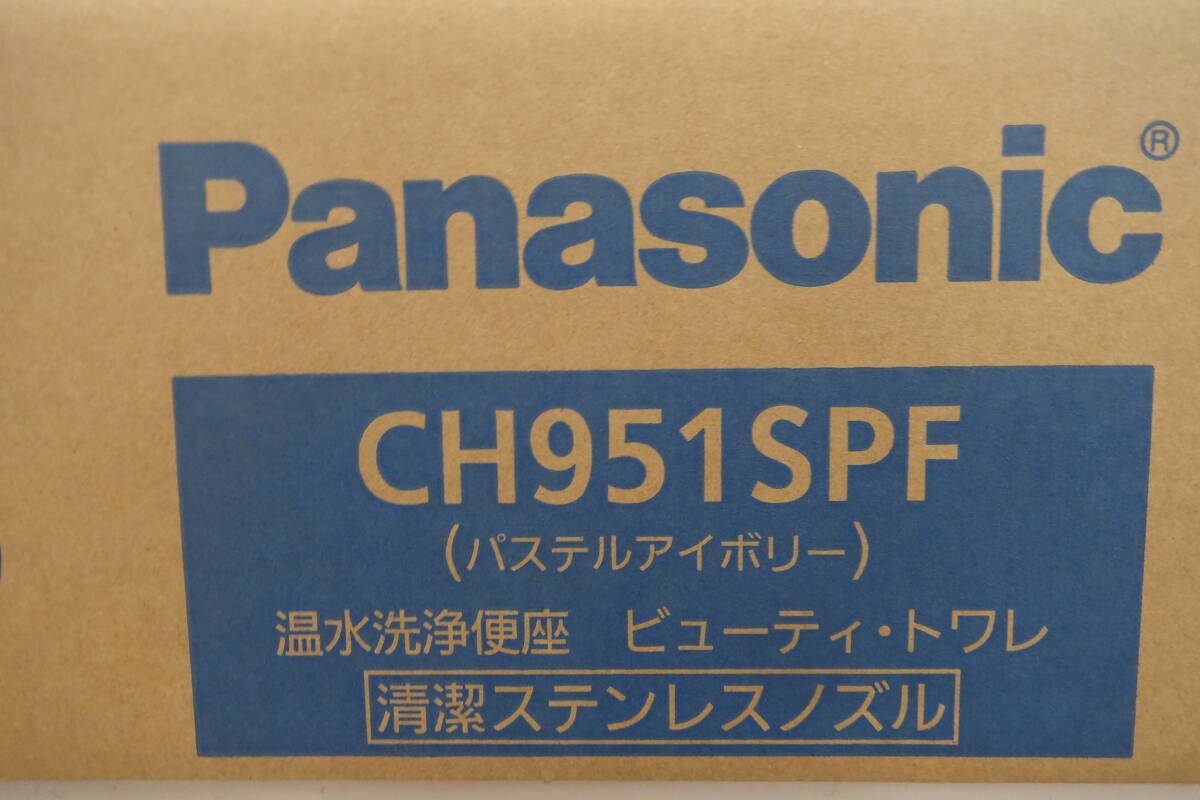 Panasonic®
CH951SPF
(パステルアイボリー)
温水洗浄便座 ビューティ・トワレ
清潔ステンレスノズル